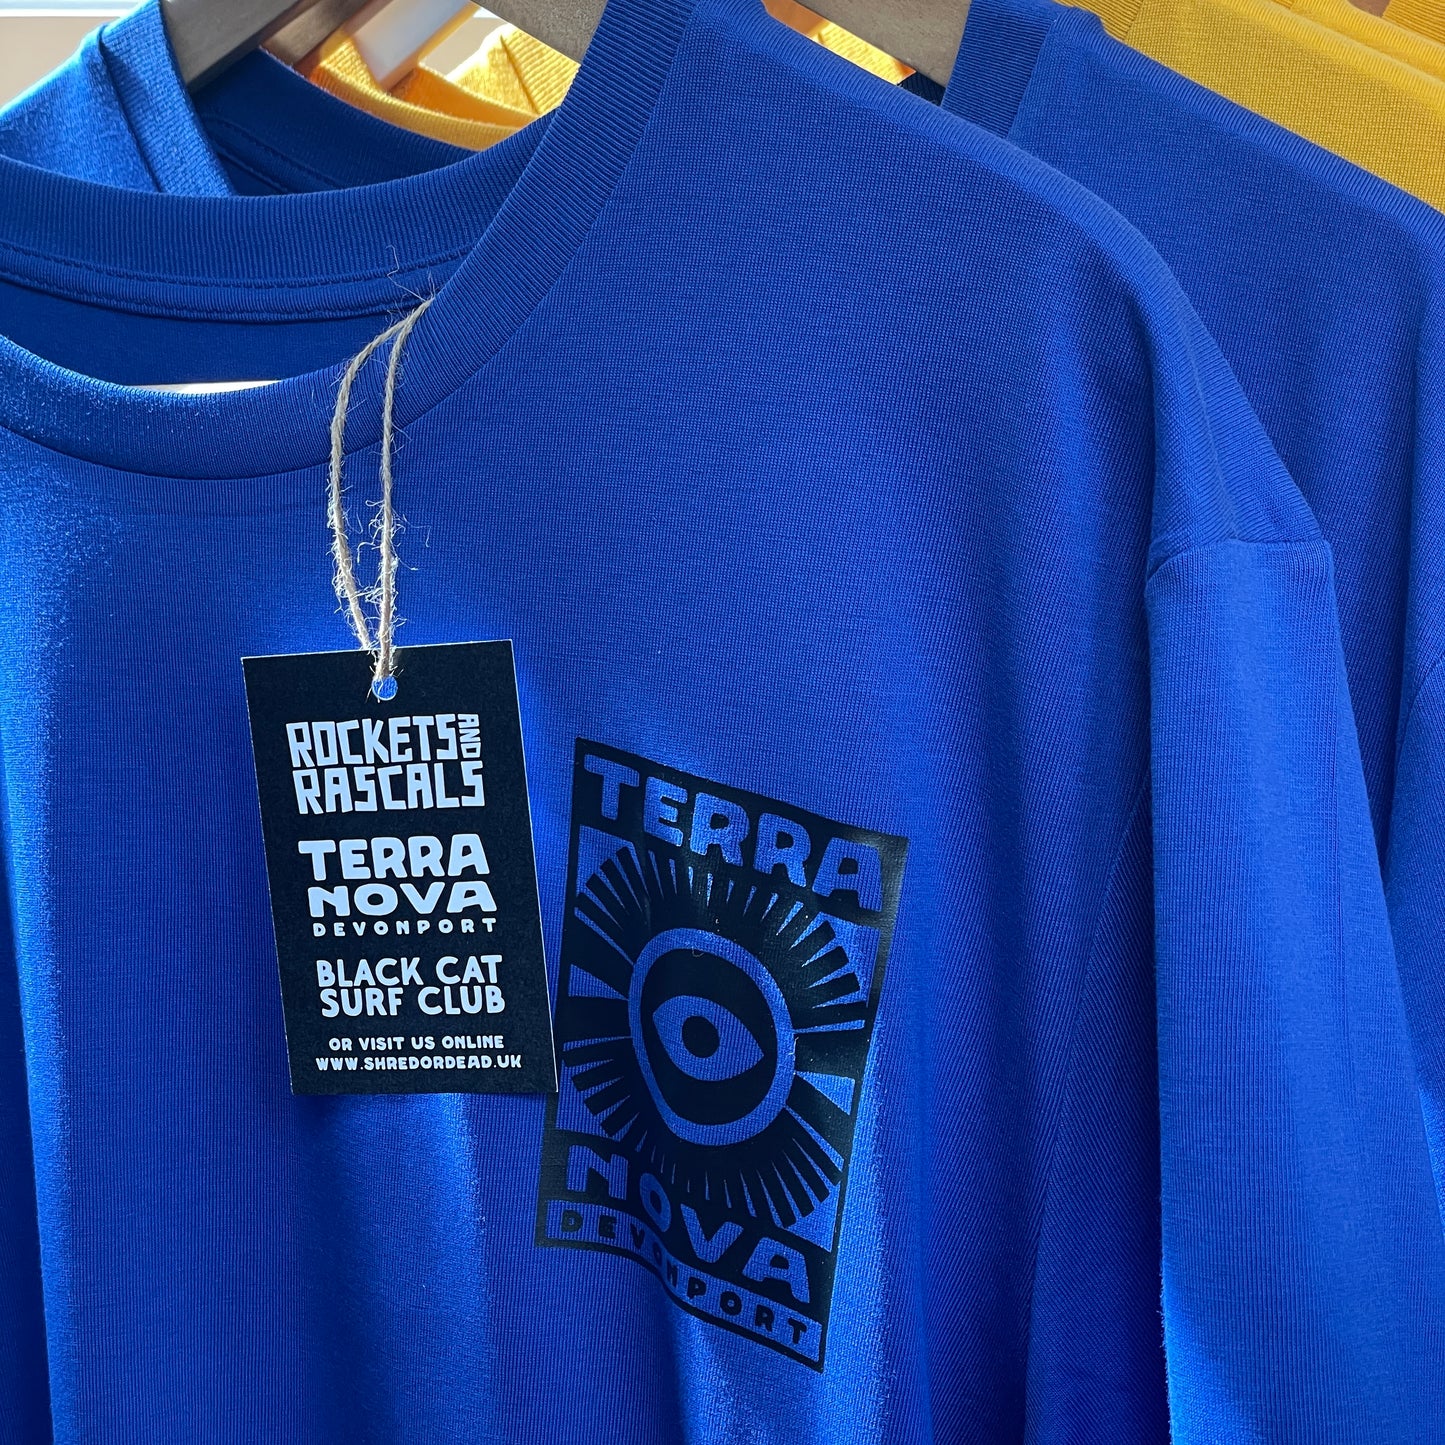 ROCKETS AND
RASCALS
TERRA
NOVA
DEVONPORT
BLACK CAT
SURF CLUB
OR VISIT US ONLINE
WWW.SHREDORDEAD.UK
TERRA
NOVA
DEVONPORT